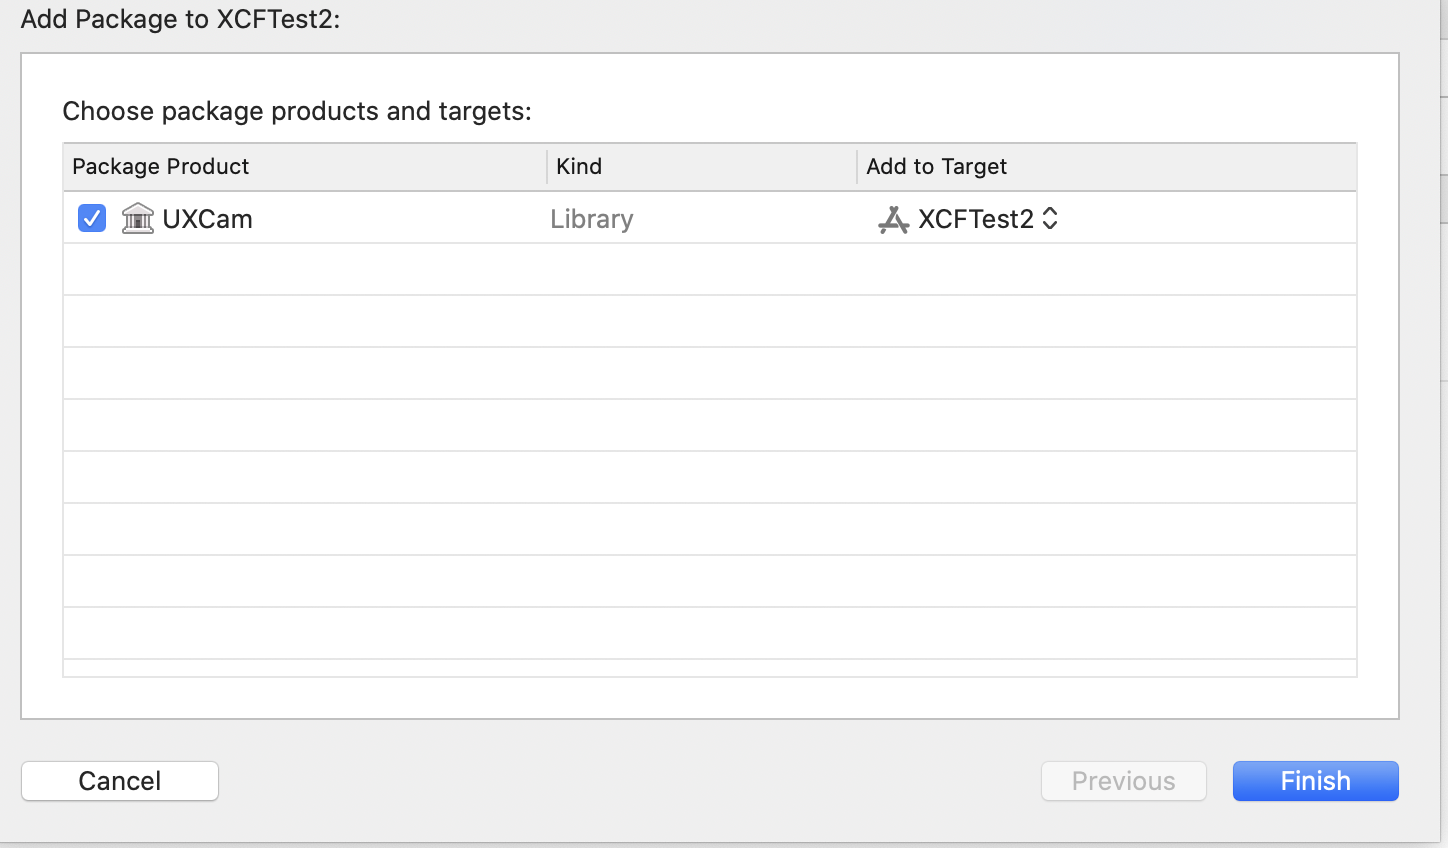 Add Package to XCFTest2:
Choose package products and targets:
Package Product Kind Add to Target
UXCam Library XCFTest2
Cancel Previous Finish